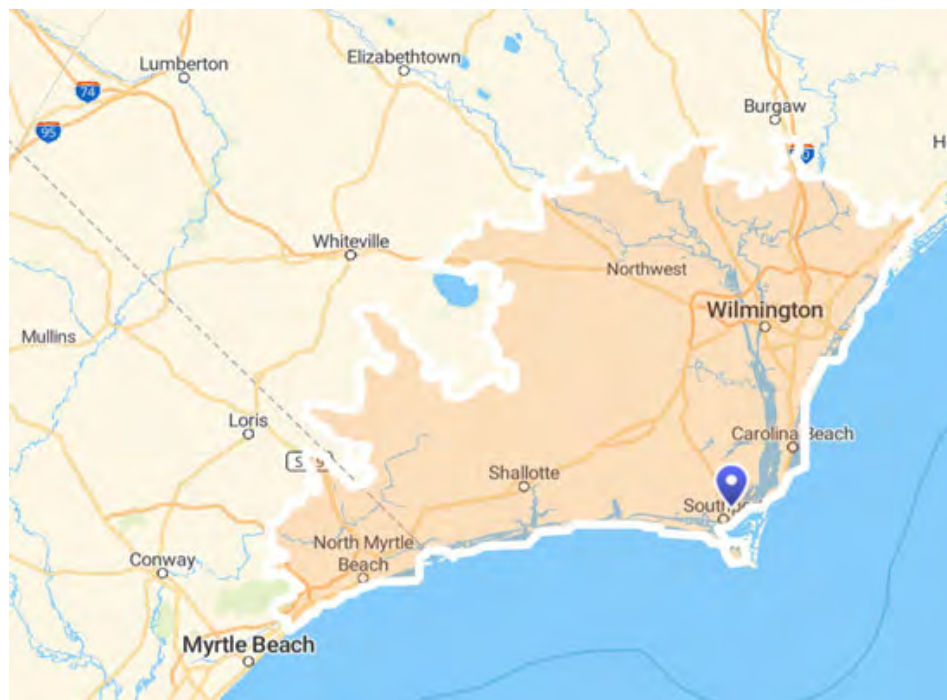 Elizabethtown
Lumberton
74
Burgaw
95
Whiteville
Northwest
Wilmington
Mullins
Loris
Carolina Beach
Shallotte
North Myrtle
Beach
Conway
Myrtle Beach